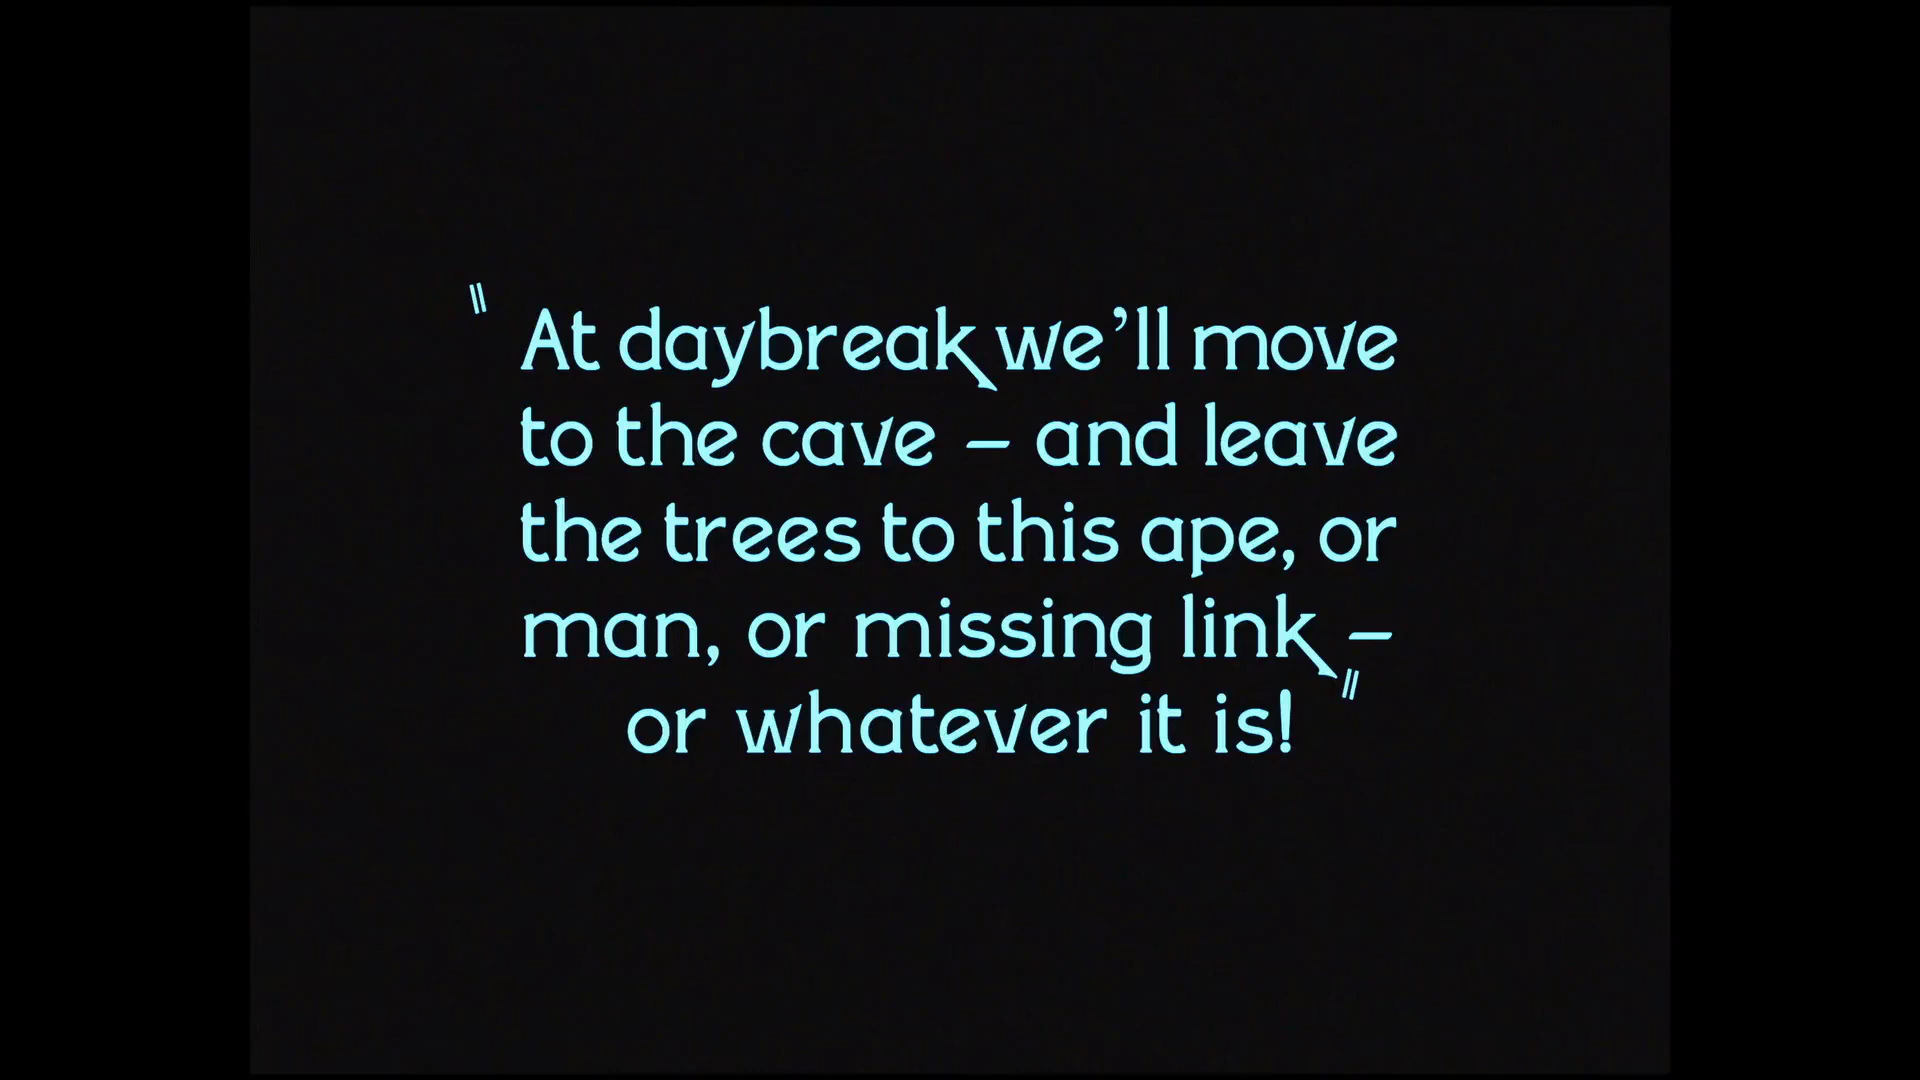 "At daybreak we'll move
to the cave – and leave
the trees to this ape, or
man, or missing link –
or whatever it is!"